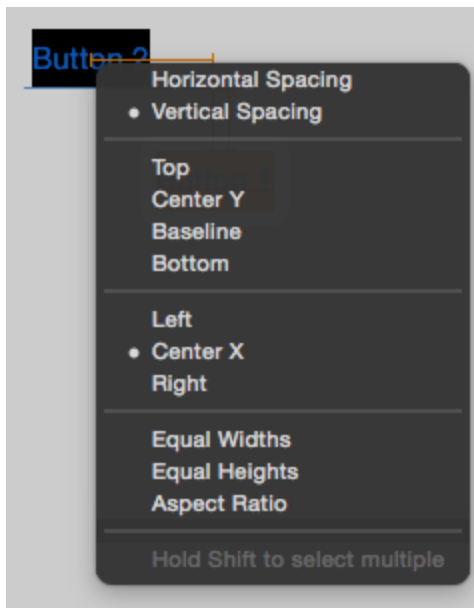 Button 2
Horizontal Spacing
Vertical Spacing
Top
Center Y
Baseline
Bottom
Left
Center X
Right
Equal Widths
Equal Heights
Aspect Ratio
Hold Shift to select multiple